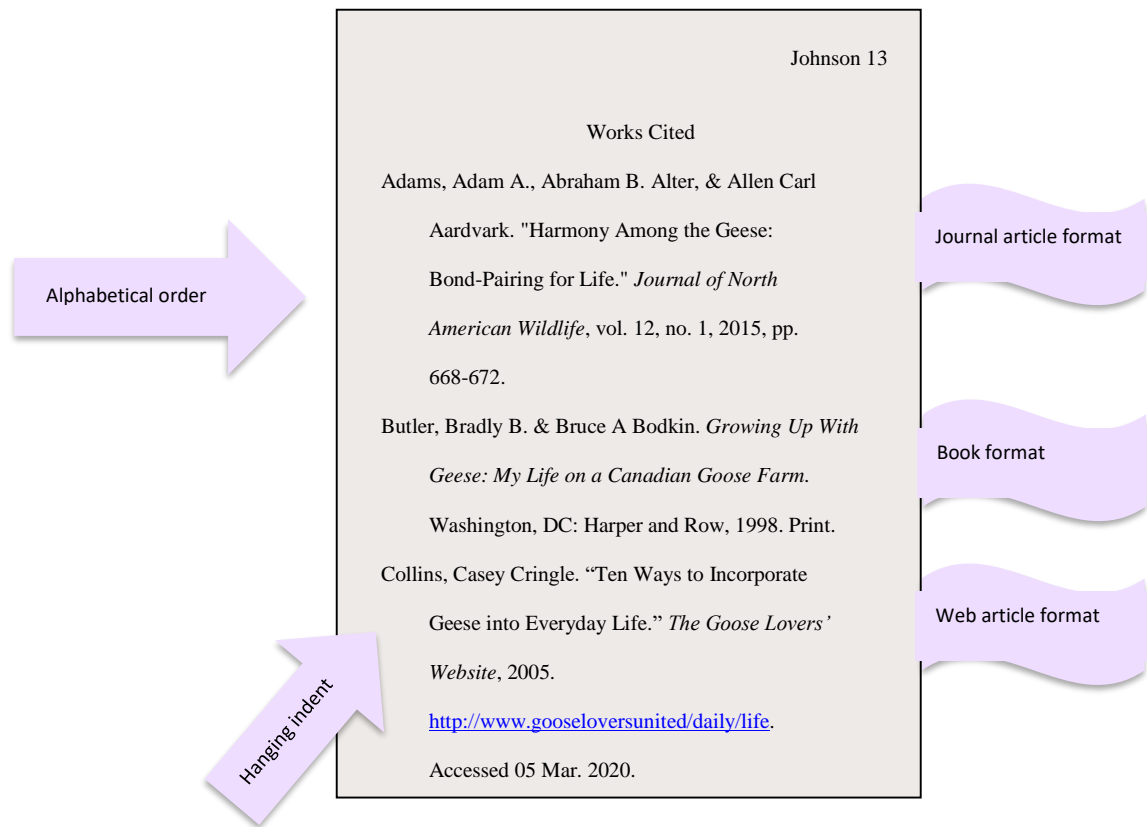 Johnson 13
Works Cited
Adams, Adam A., Abraham B. Alter, & Allen Carl
Aardvark. "Harmony Among the Geese:
Bond-Pairing for Life." Journal of North
American Wildlife, vol. 12, no. 1, 2015, pp.
668-672.
Butler, Bradly B. & Bruce A Bodkin. Growing Up With
Geese: My Life on a Canadian Goose Farm.
Washington, DC: Harper and Row, 1998. Print.
Collins, Casey Cringle. “Ten Ways to Incorporate
Geese into Everyday Life.” The Goose Lovers’
Website, 2005.
http://www.gooseloversunited/daily/life.
Accessed 05 Mar. 2020.
Alphabetical order
Hanging indent
Journal article format
Book format
Web article format